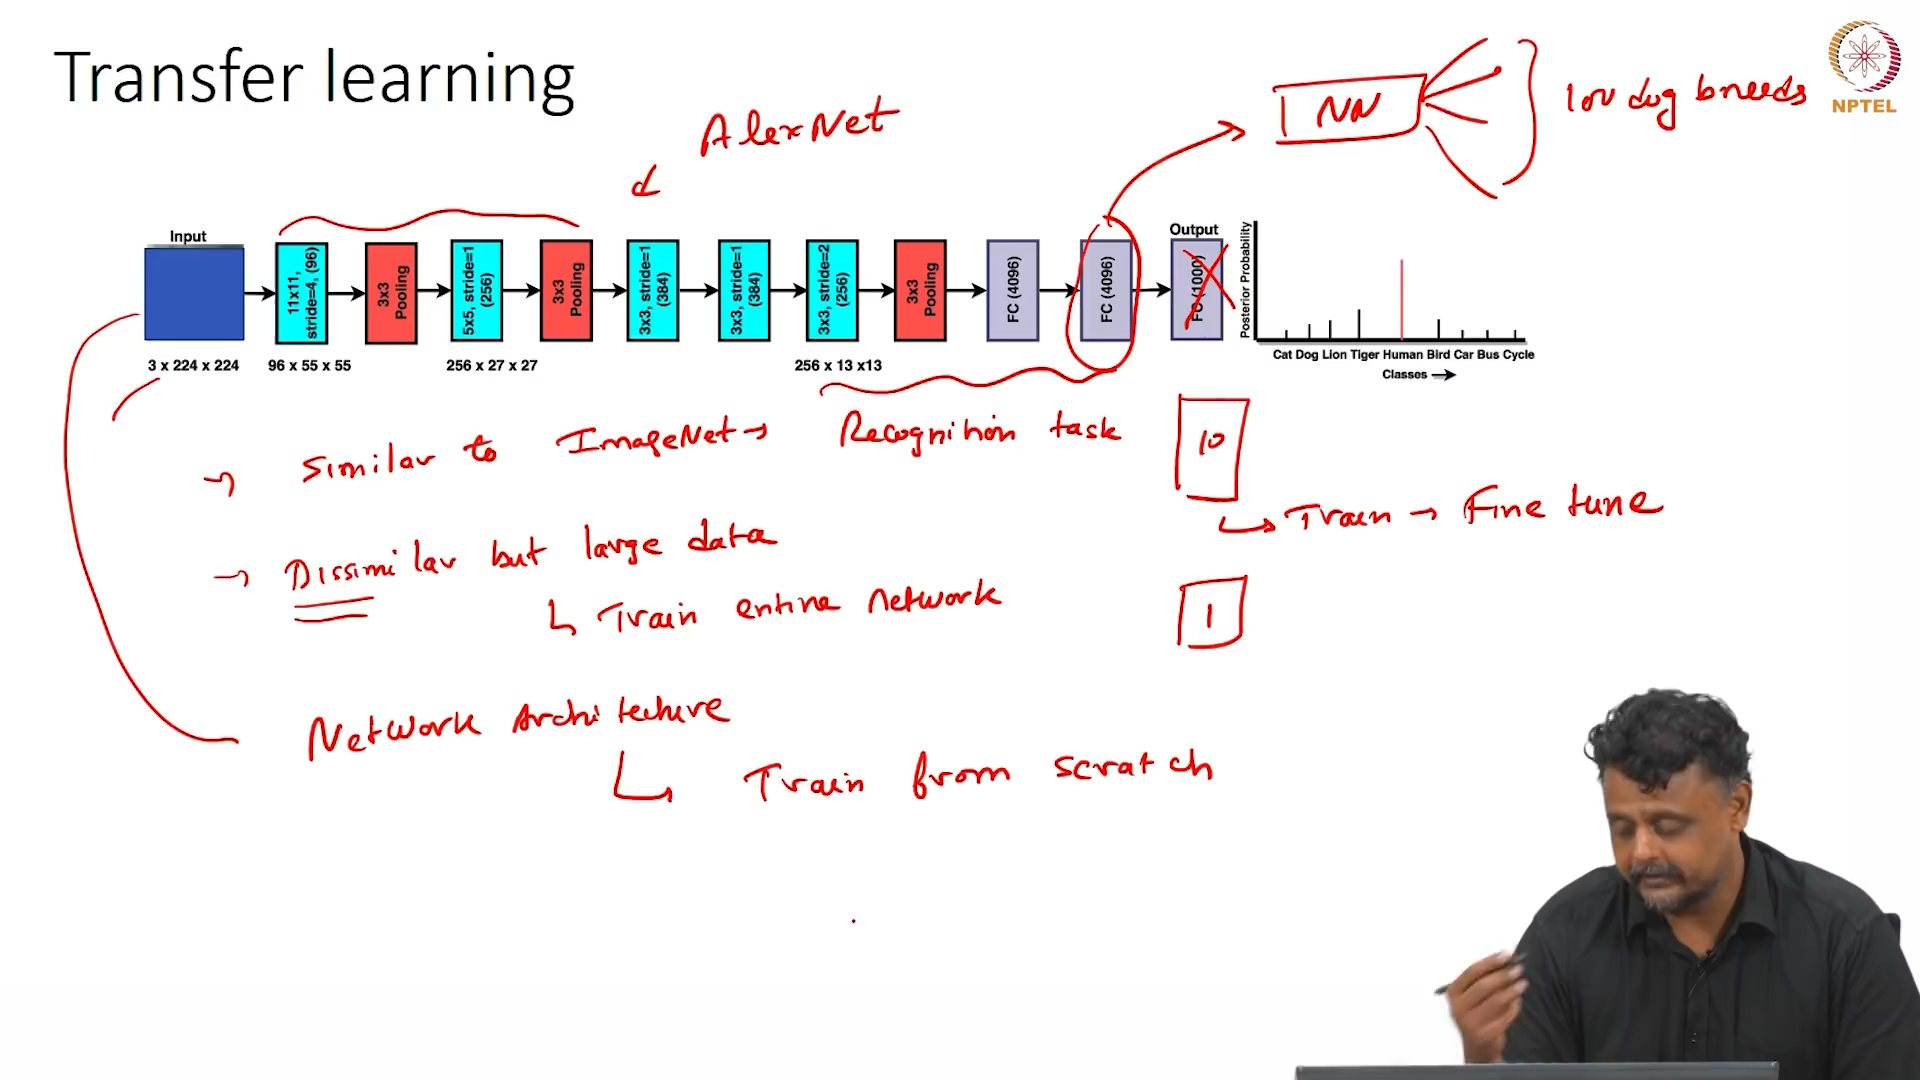 Transfer learning
NN
100 dog breeds
NPTEL
AlexNet
Input
11x11, stride=4, (96)
3x3 Pooling
5x5, stride=1 (256)
3x3 Pooling
3x3, stride=1 (384)
3x3, stride=1 (384)
3x3, stride=2 (256)
3x3 Pooling
FC (4096)
FC (4096)
Output
FC (1000)
Posterior Probability
Cat Dog Lion Tiger Human Bird Car Bus Cycle
Classes
3 x 224 x 224
96 x 55 x 55
256 x 27 x 27
256 x 13 x13
→ Similar to ImageNet → Recognition task
10
→ Train → Fine tune
→ Dissimilar but large data
Train entire network
1
Network Architecture
Train from scratch